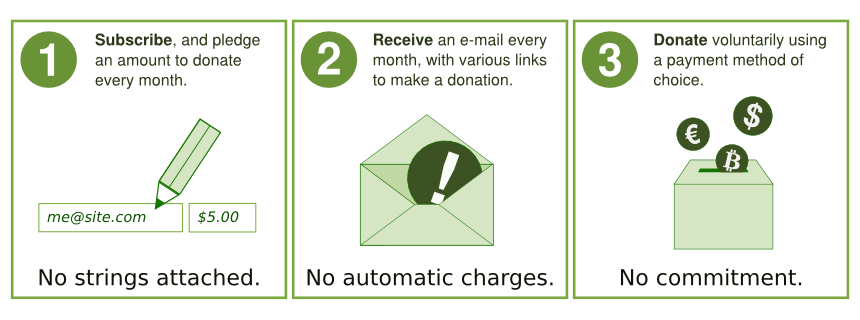 1
Subscribe, and pledge
an amount to donate
every month.
me@site.com
$5.00
No strings attached.
2
Receive an e-mail every
month, with various links
to make a donation.
!
No automatic charges.
3
Donate voluntarily using
a payment method of
choice.
€
$
₿
No commitment.